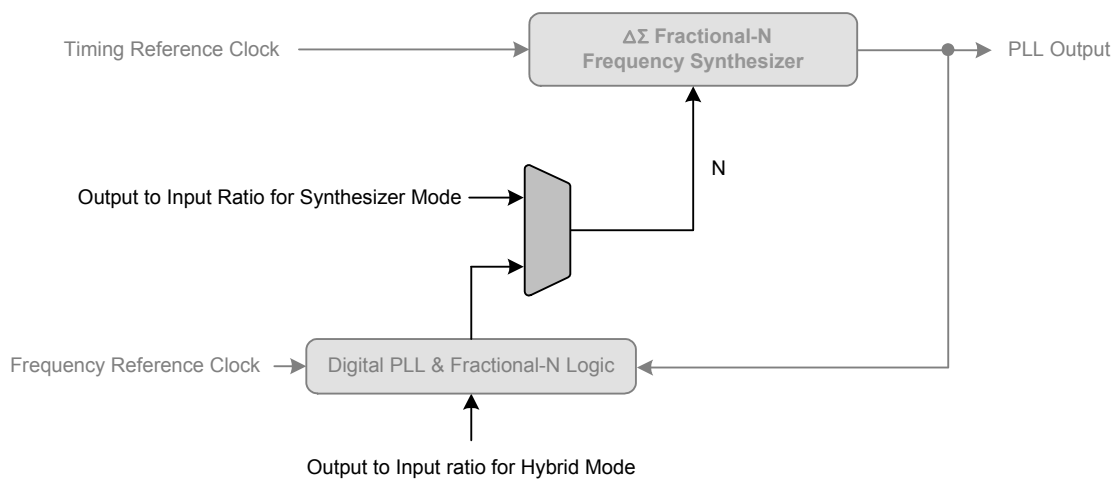 Timing Reference Clock
ΔΣ Fractional-N
Frequency Synthesizer
PLL Output
N
Output to Input Ratio for Synthesizer Mode
Frequency Reference Clock
Digital PLL & Fractional-N Logic
Output to Input ratio for Hybrid Mode